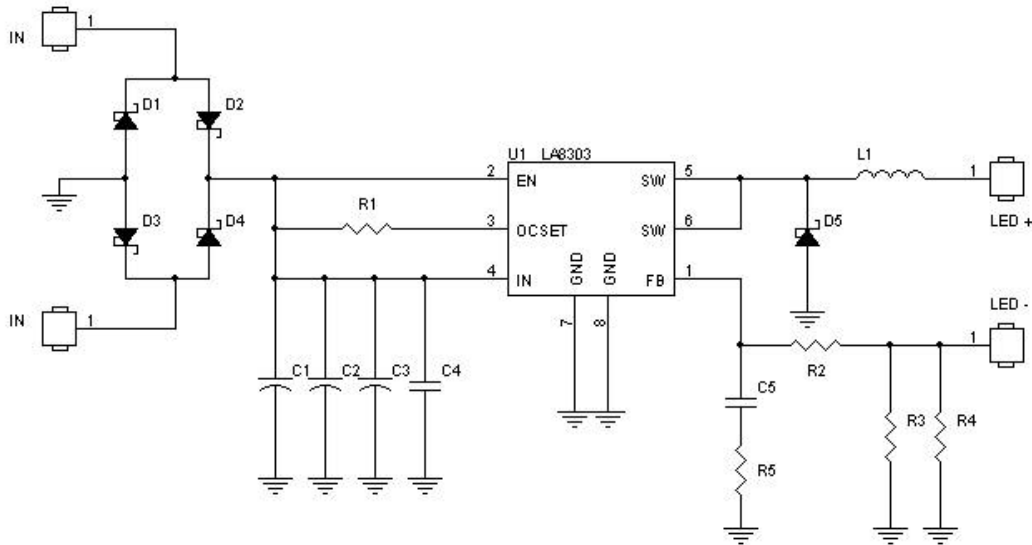 IN 1
D1 D2
U1 LA8303
2 EN SW 5
L1
1
LED +
D3 D4
R1
3 OCSET SW 6
D5
4 IN GND GND FB 1
IN 1
7 8
LED -
1
R2
C1 C2 C3 C4
C5
R3 R4
R5